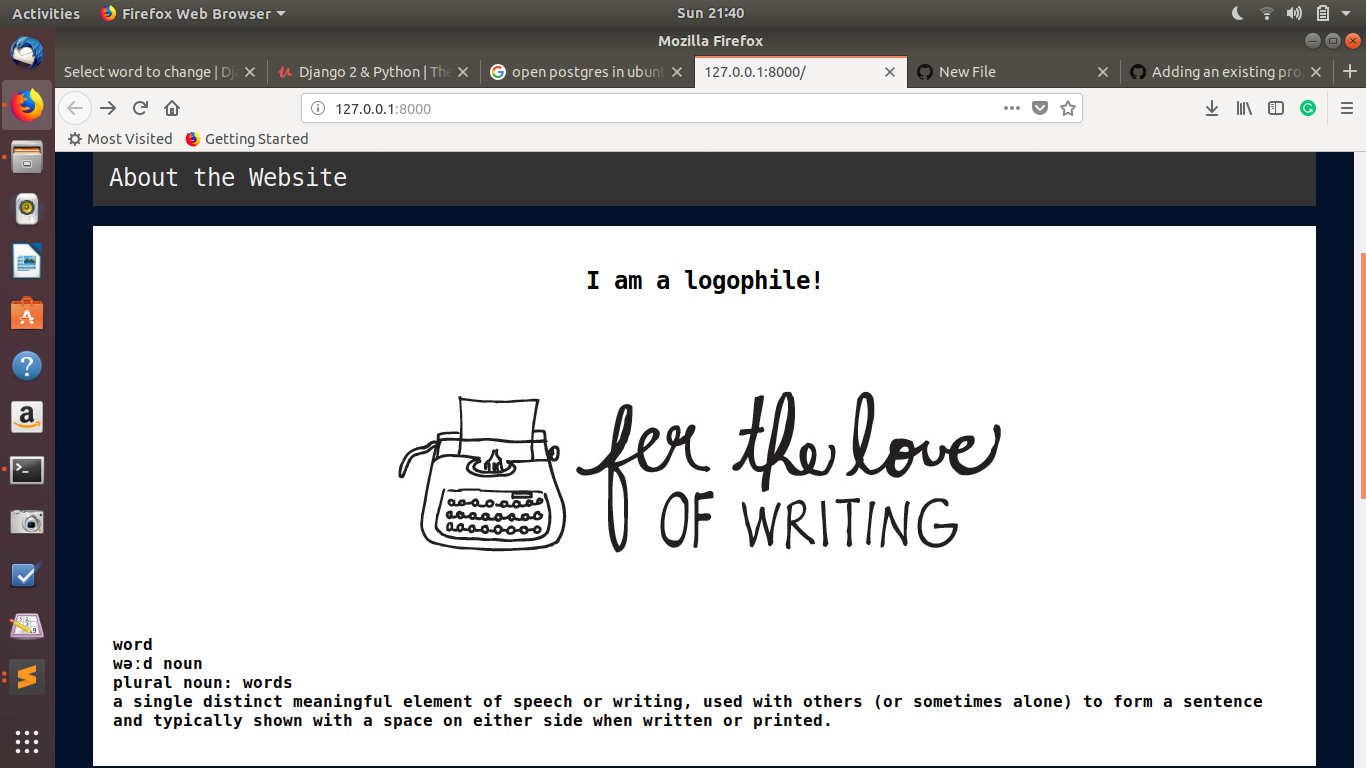 Activities Firefox Web Browser Sun 21:40
Mozilla Firefox
Select word to change | Dj
Django 2 & Python | The
open postgres in ubunt
127.0.0.1:8000/
New File
Adding an existing proj
127.0.0.1:8000
Most Visited Getting Started
About the Website
I am a logophile!
for the love
OF WRITING
word
wəːd noun
plural noun: words
a single distinct meaningful element of speech or writing, used with others (or sometimes alone) to form a sentence
and typically shown with a space on either side when written or printed.